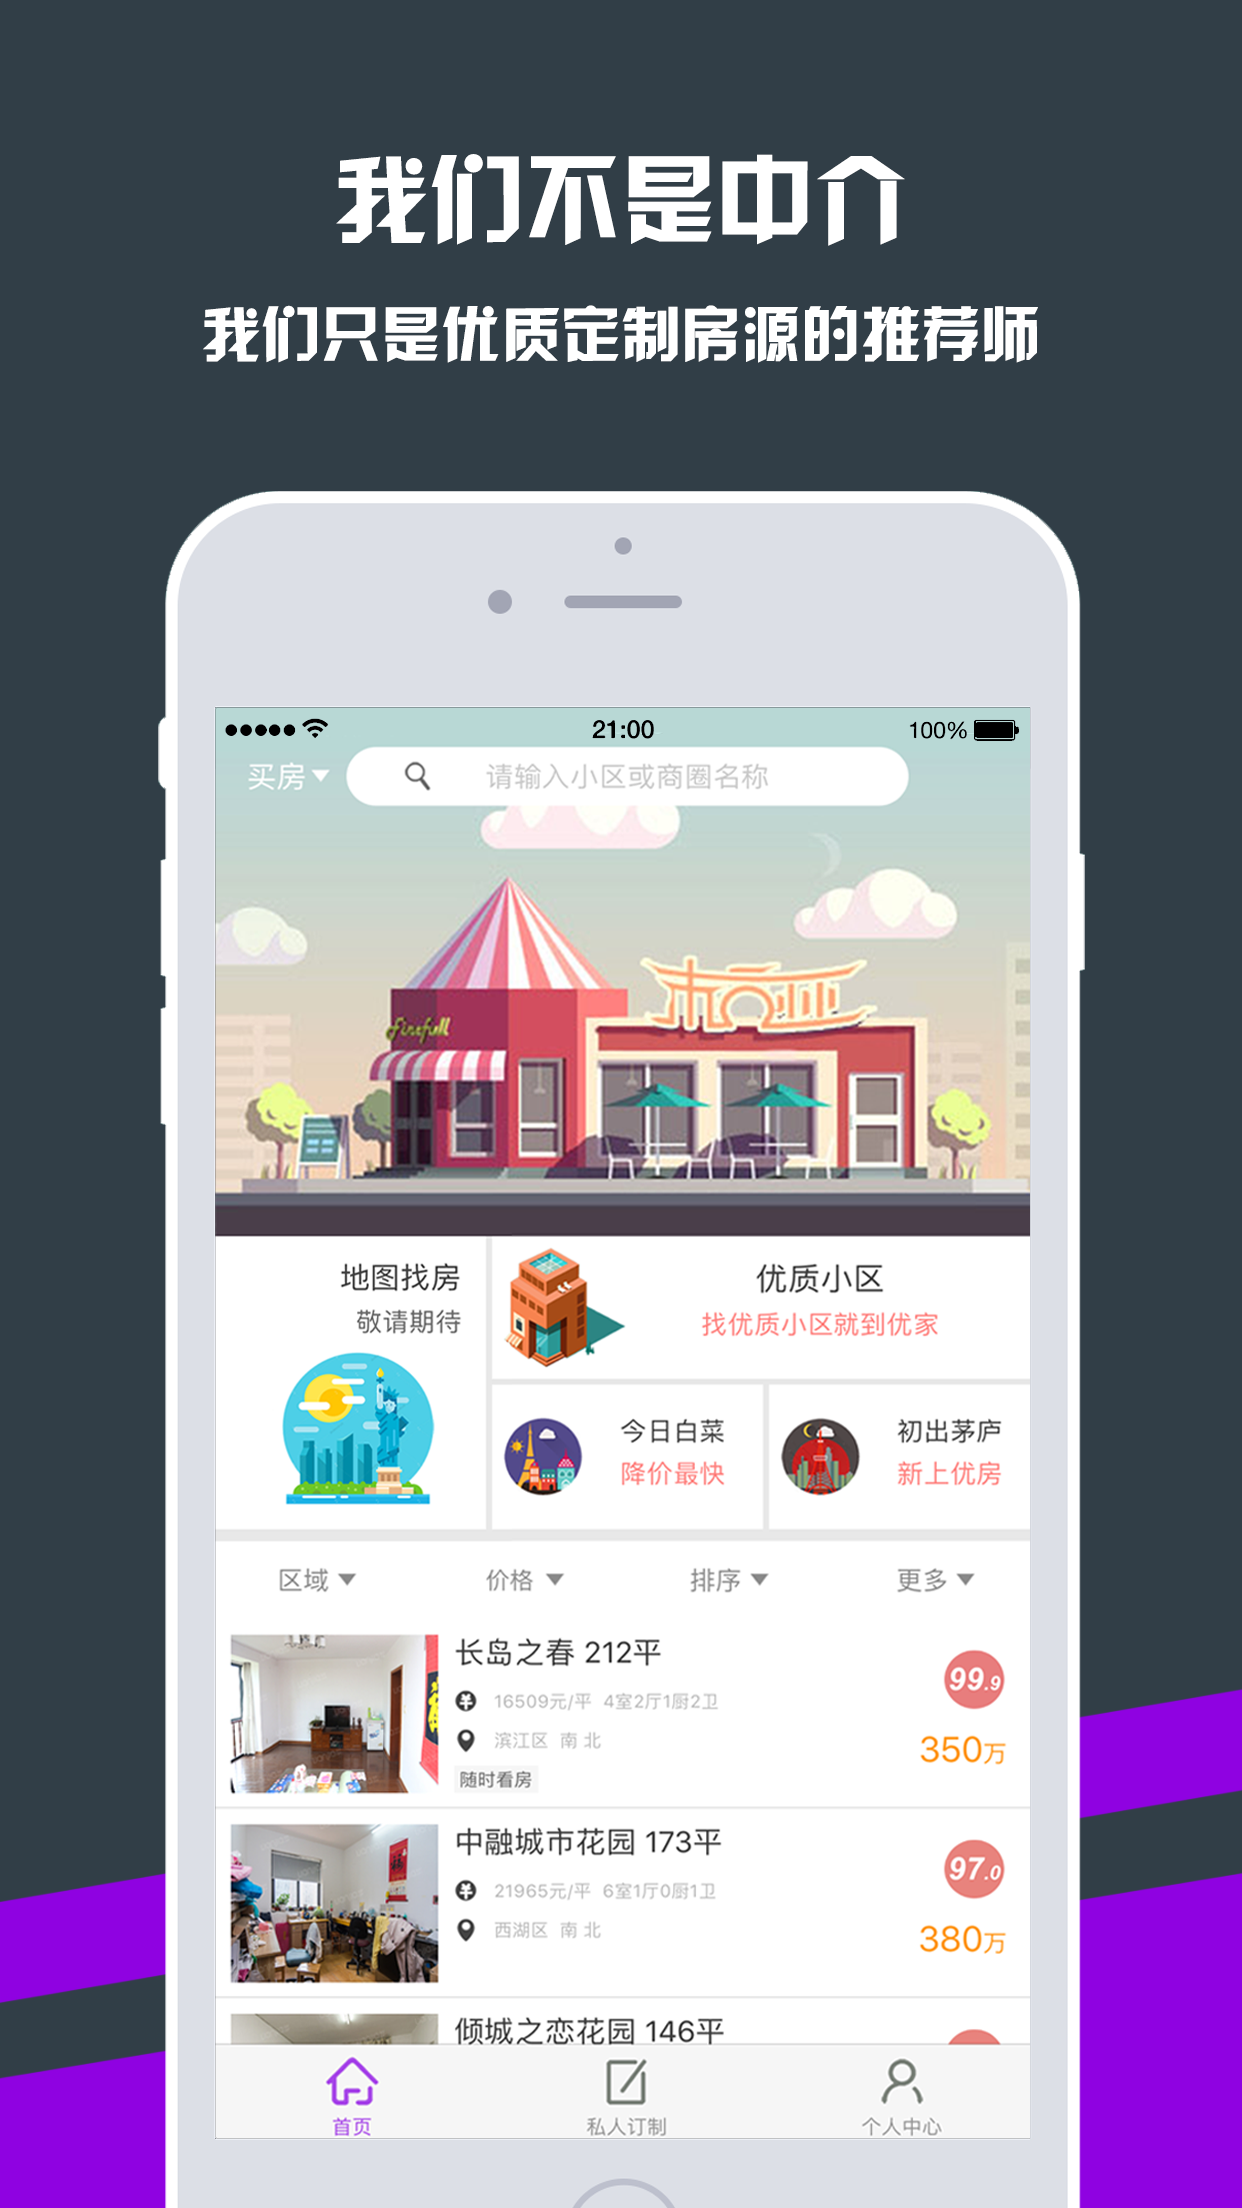 我们不是中介
我们只是优质定制房源的推荐师
21:00
100%
买房
请输入小区或商圈名称
Finefull
地图找房
敬请期待
优质小区
找优质小区就到优家
今日白菜
降价最快
初出茅庐
新上优房
区域
价格
排序
更多
长岛之春 212平
16509元/平 4室2厅1厨2卫
滨江区 南 北
随时看房
99.9
350万
中融城市花园 173平
21965元/平 6室1厅0厨1卫
西湖区 南 北
97.0
380万
倾城之恋花园 146平
首页
私人订制
个人中心